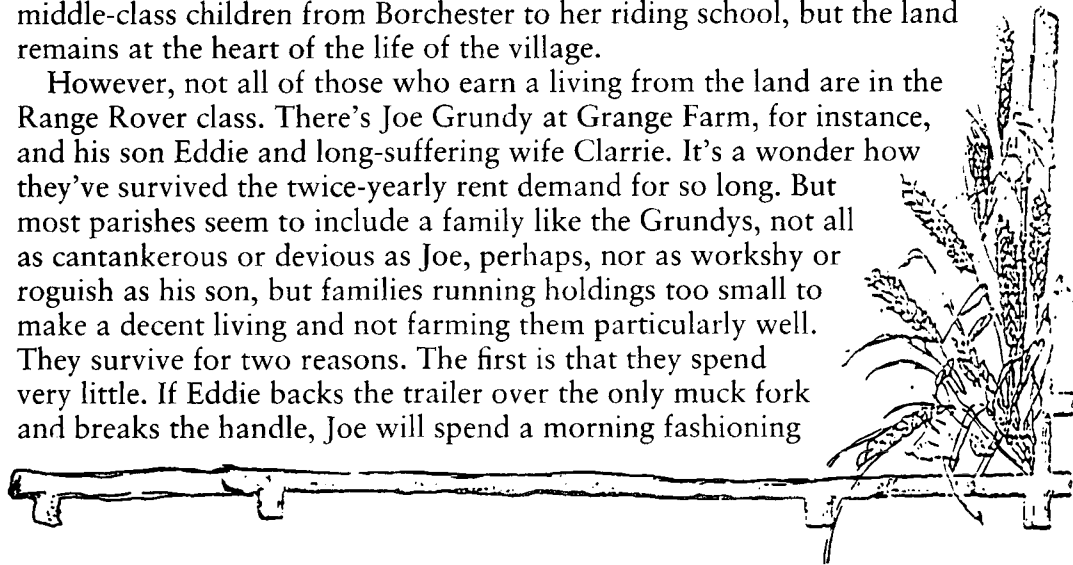 middle-class children from Borchester to her riding school, but the land
remains at the heart of the life of the village.
However, not all of those who earn a living from the land are in the
Range Rover class. There's Joe Grundy at Grange Farm, for instance,
and his son Eddie and long-suffering wife Clarrie. It's a wonder how
they've survived the twice-yearly rent demand for so long. But
most parishes seem to include a family like the Grundys, not all
as cantankerous or devious as Joe, perhaps, nor as workshy or
roguish as his son, but families running holdings too small to
make a decent living and not farming them particularly well.
They survive for two reasons. The first is that they spend
very little. If Eddie backs the trailer over the only muck fork
and breaks the handle, Joe will spend a morning fashioning